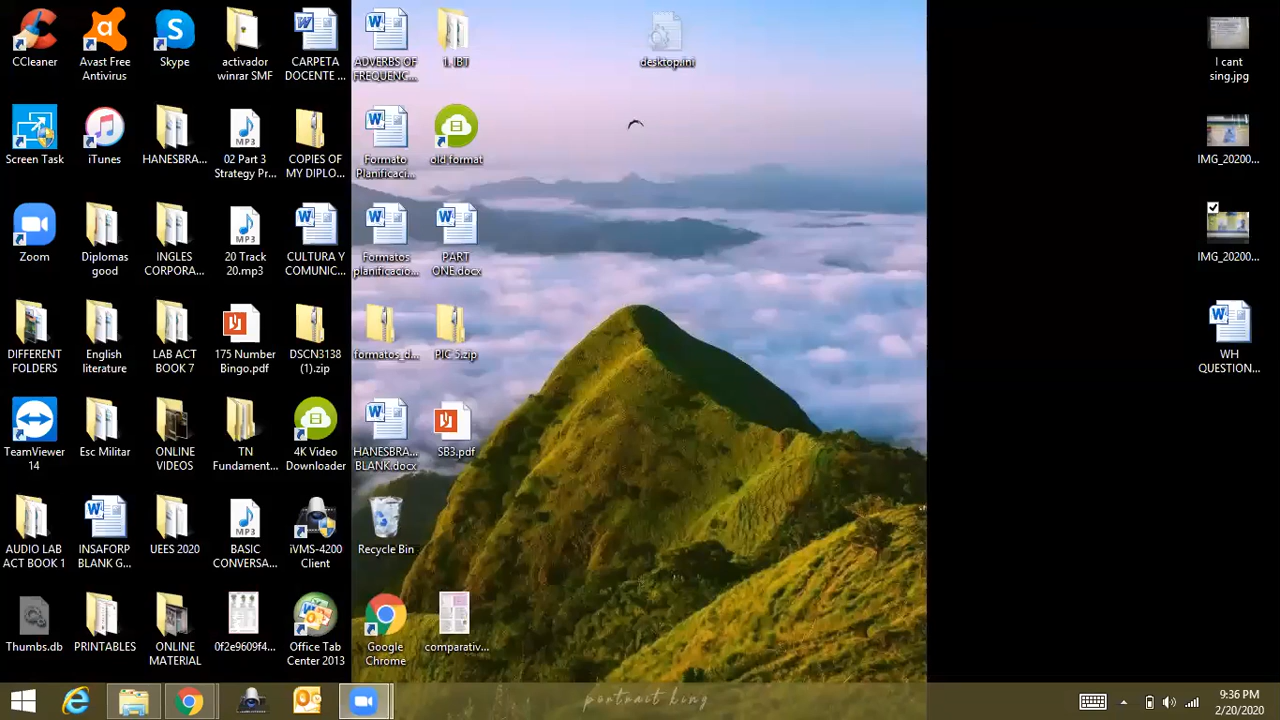 CCleaner
Avast Free
Antivirus
Skype
activador
winrar SMF
CARPETA
DOCENTE ...
ADVERBS OF
FREQUENC...
1. IBT
desktop.ini
I cant
sing.jpg
Screen Task
iTunes
HANESBRA...
02 Part 3
Strategy Pr...
COPIES OF
MY DIPLO...
Formato
Planificaci...
old format
IMG_20200...
Zoom
Diplomas
good
INGLES
CORPORA...
20 Track
20.mp3
CULTURA Y
COMUNIC...
Formatos
planificacio...
PART
ONE.docx
IMG_20200...
DIFFERENT
FOLDERS
English
literature
LAB ACT
BOOK 7
175 Number
Bingo.pdf
DSCN3138
(1).zip
formatos_d...
PIC 5.zip
WH
QUESTION...
TeamViewer
14
Esc Militar
ONLINE
VIDEOS
TN
Fundament...
4K Video
Downloader
HANESBRA...
BLANK.docx
SB3.pdf
AUDIO LAB
ACT BOOK 1
INSAFORP
BLANK G...
UEES 2020
BASIC
CONVERSA...
iVMS-4200
Client
Recycle Bin
Thumbs.db
PRINTABLES
ONLINE
MATERIAL
0f2e9609f4...
Office Tab
Center 2013
Google
Chrome
comparativ...
portrait king
9:36 PM
2/20/2020